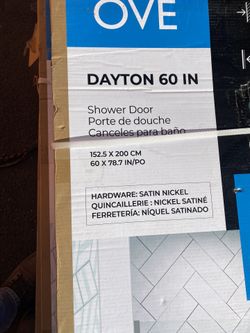 OVE
DAYTON 60 IN
Shower Door
Porte de douche
Canceles para baño
152.5 X 200 CM
60 X 78.7 IN/PO
HARDWARE: SATIN NICKEL
QUINCAILLERIE : NICKEL SATINÉ
FERRETERÍA: NÍQUEL SATINADO